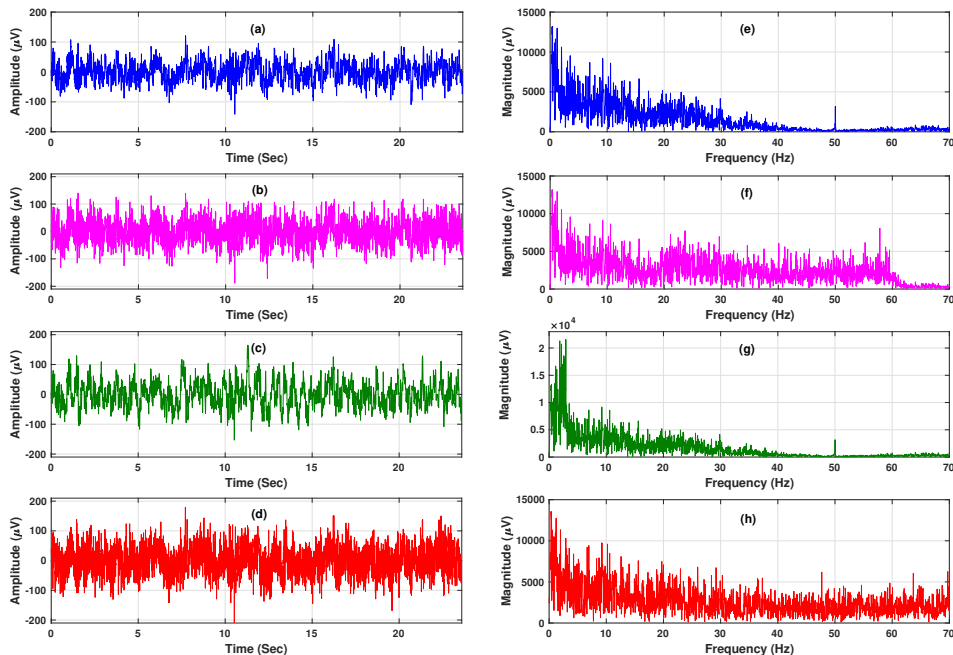 (a)
Amplitude (μV)
200
100
0
-100
-200
0 5 10 15 20
Time (Sec)
(e)
Magnitude (μV)
15000
10000
5000
0
0 10 20 30 40 50 60 70
Frequency (Hz)
(b)
Amplitude (μV)
200
100
0
-100
-200
0 5 10 15 20
Time (Sec)
(f)
Magnitude (μV)
15000
10000
5000
0
0 10 20 30 40 50 60 70
Frequency (Hz)
(c)
Amplitude (μV)
200
100
0
-100
-200
0 5 10 15 20
Time (Sec)
×10⁴
(g)
Magnitude (μV)
2
1.5
1
0.5
0
0 10 20 30 40 50 60 70
Frequency (Hz)
(d)
Amplitude (μV)
200
100
0
-100
-200
0 5 10 15 20
Time (Sec)
(h)
Magnitude (μV)
15000
10000
5000
0
0 10 20 30 40 50 60 70
Frequency (Hz)